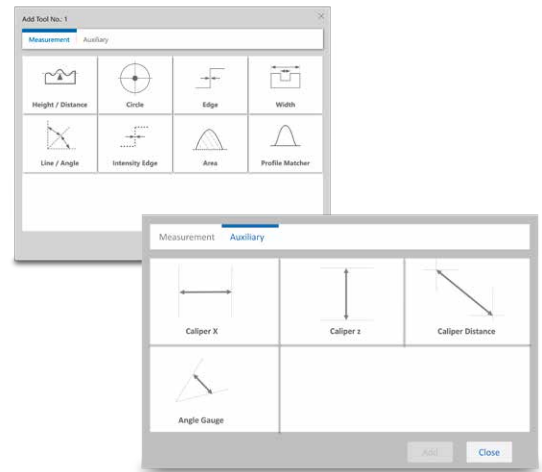 Add Tool No.: 1
Measurement Auxiliary
Height / Distance Circle Edge Width
Line / Angle Intensity Edge Area Profile Matcher
Measurement Auxiliary
Caliper X Caliper z Caliper Distance
Angle Gauge
Add Close